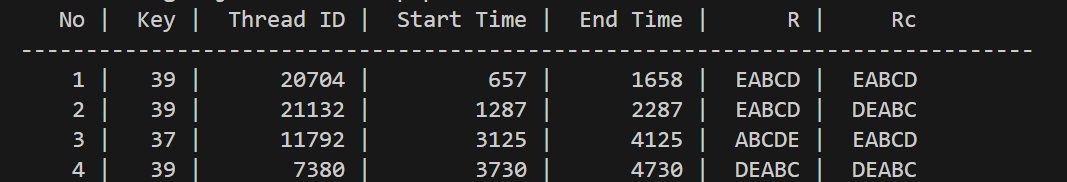 No | Key | Thread ID | Start Time | End Time | R | Rc
--------------------------------------------------------------------------------
1 | 39 | 20704 | 657 | 1658 | EABCD | EABCD
2 | 39 | 21132 | 1287 | 2287 | EABCD | DEABC
3 | 37 | 11792 | 3125 | 4125 | ABCDE | EABCD
4 | 39 | 7380 | 3730 | 4730 | DEABC | DEABC